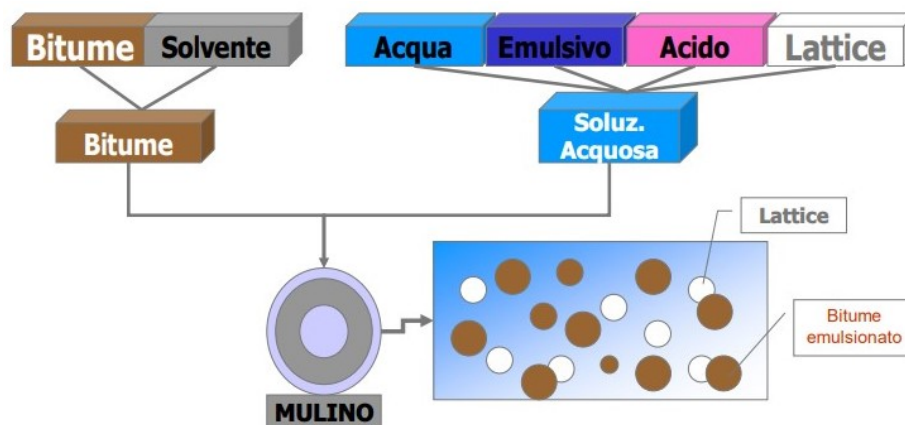 Bitume Solvente Acqua Emulsivo Acido Lattice
Bitume
Soluz.
Acquosa
Lattice
Bitume
emulsionato
MULINO